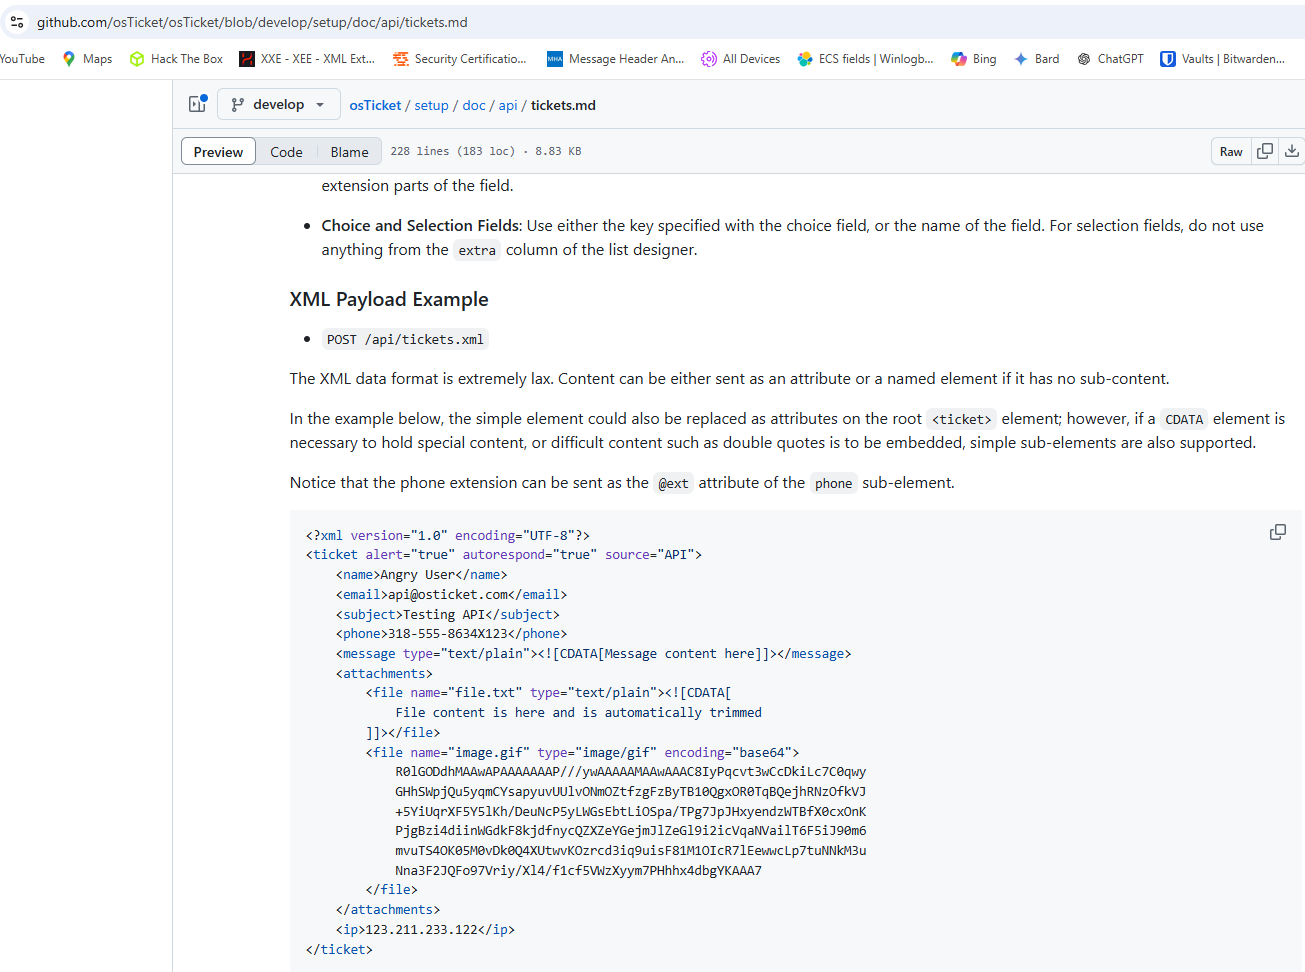 github.com/osTicket/osTicket/blob/develop/setup/doc/api/tickets.md
YouTube Maps Hack The Box XXE - XEE - XML Ext... Security Certificatio... MHA Message Header An... All Devices ECS fields | Winlogb... Bing Bard ChatGPT Vaults | Bitwarden...
develop osTicket / setup / doc / api / tickets.md
Preview Code Blame 228 lines (183 loc) · 8.83 KB Raw
extension parts of the field.
• Choice and Selection Fields: Use either the key specified with the choice field, or the name of the field. For selection fields, do not use
anything from the extra column of the list designer.
XML Payload Example
• POST /api/tickets.xml
The XML data format is extremely lax. Content can be either sent as an attribute or a named element if it has no sub-content.
In the example below, the simple element could also be replaced as attributes on the root <ticket> element; however, if a CDATA element is
necessary to hold special content, or difficult content such as double quotes is to be embedded, simple sub-elements are also supported.
Notice that the phone extension can be sent as the @ext attribute of the phone sub-element.
<?xml version="1.0" encoding="UTF-8"?>
<ticket alert="true" autorespond="true" source="API">
<name>Angry User</name>
<email>api@osticket.com</email>
<subject>Testing API</subject>
<phone>318-555-8634X123</phone>
<message type="text/plain"><![CDATA[Message content here]]></message>
<attachments>
<file name="file.txt" type="text/plain"><![CDATA[
File content is here and is automatically trimmed
]]></file>
<file name="image.gif" type="image/gif" encoding="base64">
R0lGODdhMAAwAPAAAAAAAP///ywAAAAAMAAwAAAC8IyPqcvt3wCcDkiLc7C0qwy
GHhSWpjQu5yqmCYsapyuvUUlvONmOZtfzgFzByTB10QgxOR0TqBQejhRNzOfkVJ
+5YiUqrXF5Y5lKh/DeuNcP5yLWGsEbtLiOSpa/TPg7JpJHxyendzWTBfX0cxOnK
PjgBzi4diinWGdkF8kjdfnycQZXZeYGejmJlZeGl9i2icVqaNVailT6F5iJ90m6
mvuTS4OK05M0vDk0Q4XUtwvKOzrcd3iq9uisF81M1OIcR7lEewwcLp7tuNNkM3u
Nna3F2JQFo97Vriy/Xl4/f1cf5VWzXyym7PHhhx4dbgYKAAA7
</file>
</attachments>
<ip>123.211.233.122</ip>
</ticket>